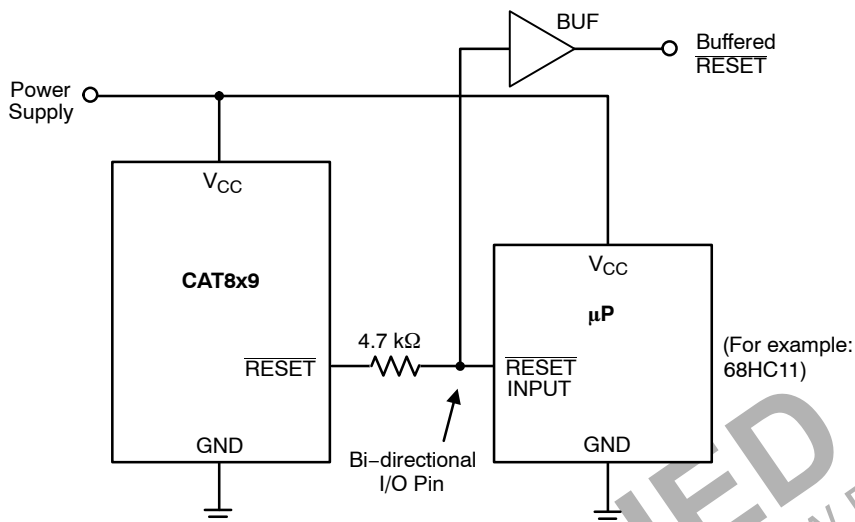 BUF
Buffered
RESET
Power
Supply
VCC
CAT8x9
4.7 kΩ
RESET
GND
Bi−directional
I/O Pin
VCC
μP
RESET
INPUT
GND
(For example:
68HC11)